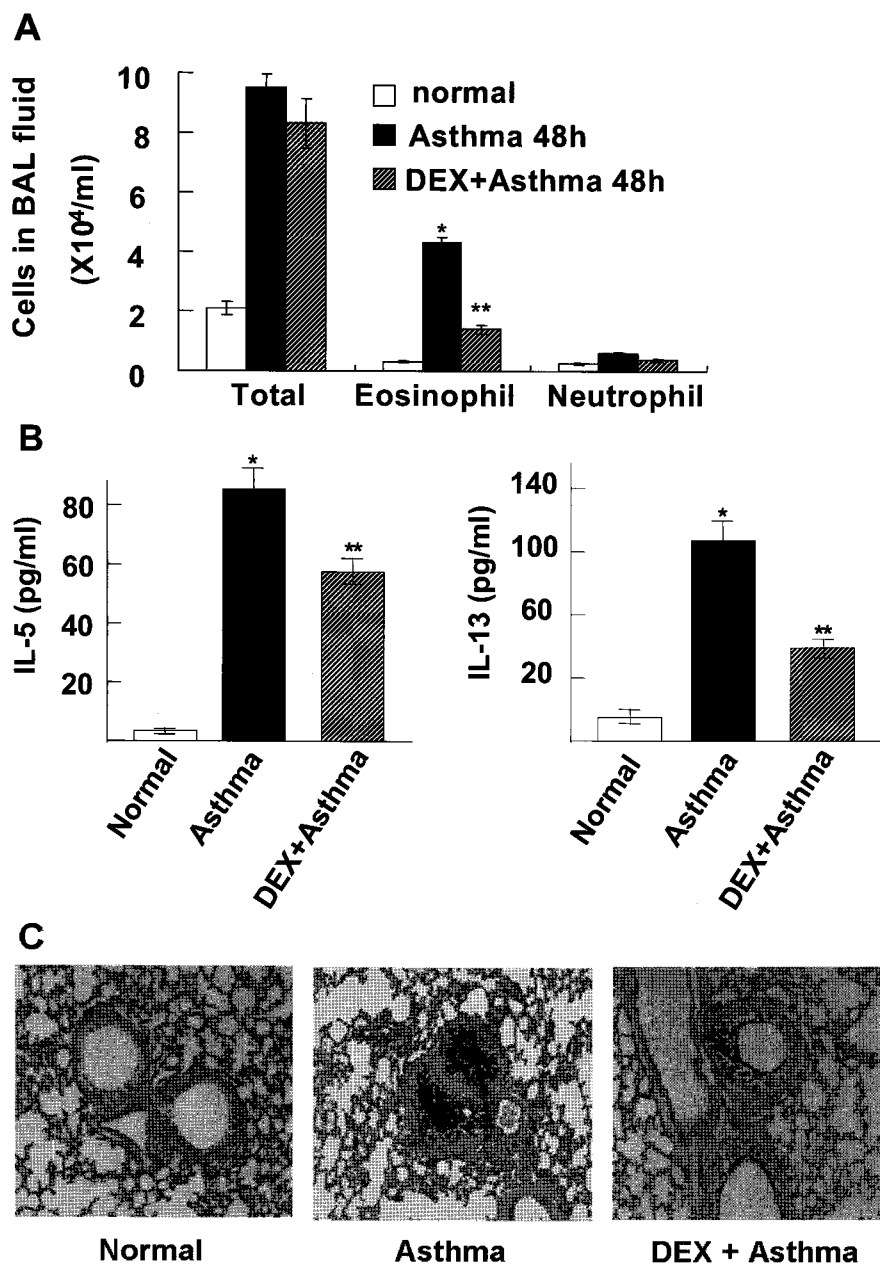 A
Cells in BAL fluid
(X10⁴/ml)
10
8
6
4
2
0
normal
Asthma 48h
DEX+Asthma 48h
*
**
Total
Eosinophil
Neutrophil
B
IL-5 (pg/ml)
80
60
40
20
*
**
Normal
Asthma
DEX+Asthma
IL-13 (pg/ml)
140
100
60
20
*
**
Normal
Asthma
DEX+Asthma
C
Normal
Asthma
DEX + Asthma